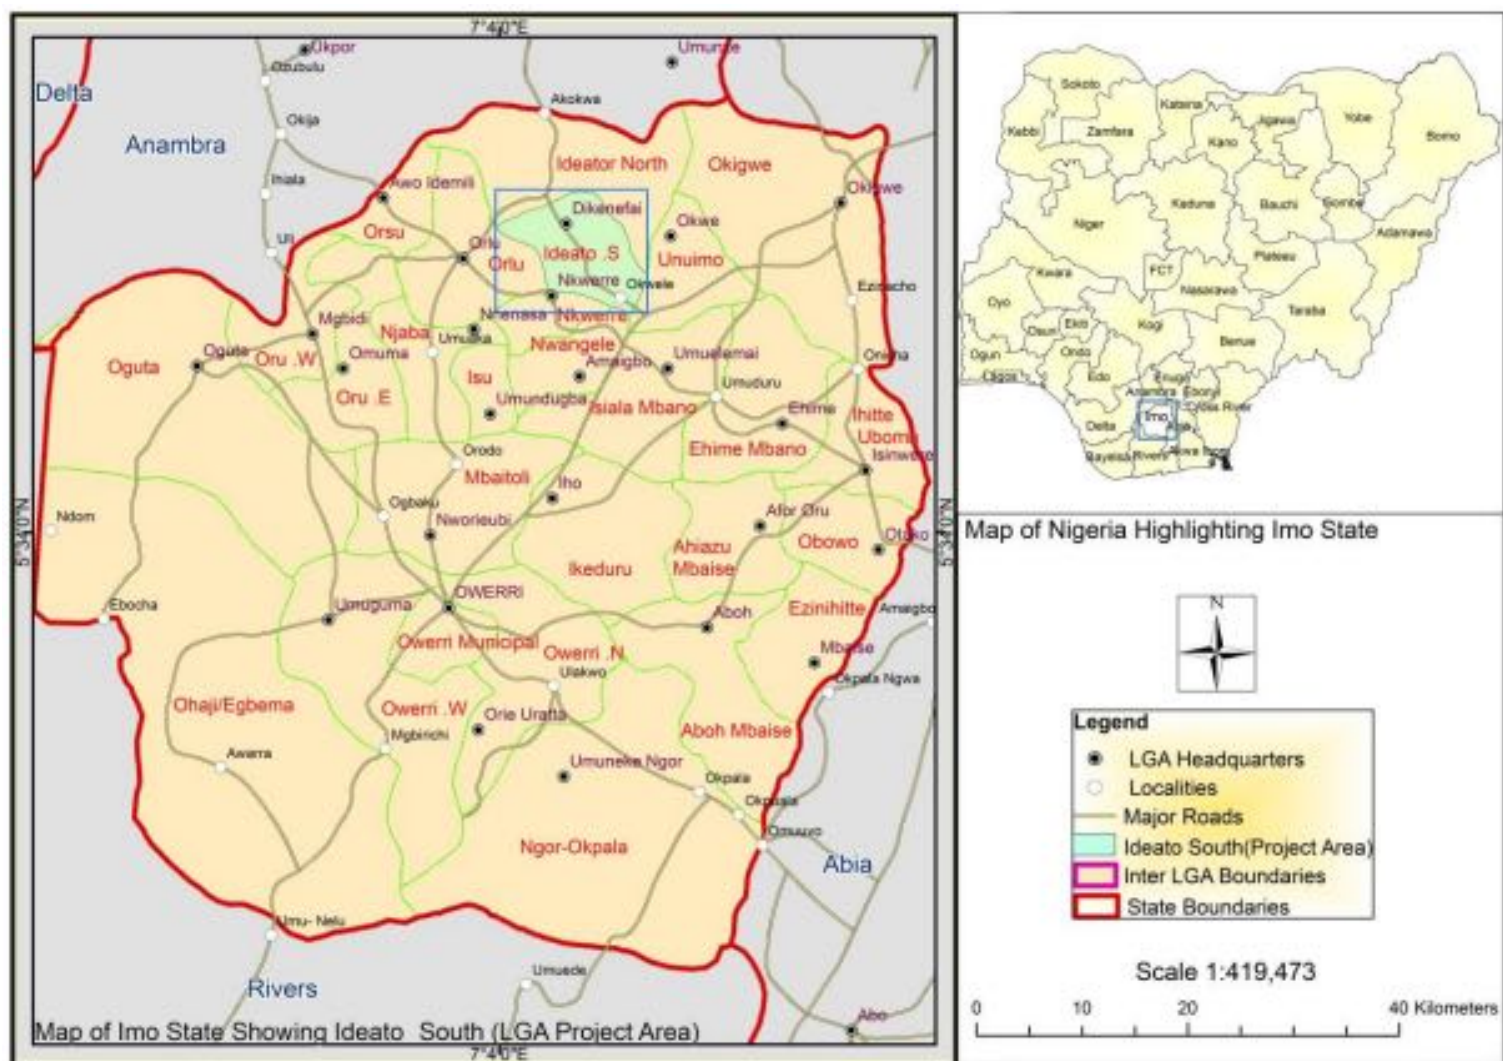 7°4'0"E
Okpor
Umunze
Ozubulu
Delta
Akokwa
Okija
Anambra
Ideator North
Okigwe
Ihiala
Awo Idemili
Okigwe
Dikenefai
Orsu
Okwe
Uli
Orlu
Ideato .S
Unuimo
Orlu
Nkwerre
Okwele
Ezinacho
Mgbidi
Nkwerre
Njaba
Umuaka
Nwangele
Oguta
Oguta
Oru .W
Omuma
Isu
Amaigbo
Umuelemai
Oru .E
Umuduru
Umundugba
Isiala Mbano
Ehime
Ihitte
Uboma
Ehime Mbano
Orodo
Isinweke
Mbaitoli
Iho
Ogbaku
Ndom
Nworieubi
Afor Oru
5°34'0"N
5°34'0"N
Ahiazu
Mbaise
Obowo
Otoko
Ikeduru
Ebocha
Umuguma
OWERRI
Aboh
Ezinihitte
Amaigbo
Owerri Municipal
Owerri .N
Mbaise
Ulakwo
Okpala Ngwa
Ohaji/Egbema
Owerri .W
Orie Uratta
Aboh Mbaise
Mgbirichi
Awarra
Umuneke Ngor
Okpala
Ngor-Okpala
Abia
Umu- Nelu
Umuede
Rivers
Abo
Map of Imo State Showing Ideato South (LGA Project Area)
7°4'0"E
Sokoto
Katsina
Jigawa
Yobe
Borno
Kebbi
Zamfara
Kano
Kaduna
Bauchi
Gombe
Niger
Adamawa
Plateau
Kwara
FCT
Nasarawa
Oyo
Taraba
Osun
Ekiti
Kogi
Benue
Ogun
Ondo
Lagos
Edo
Enugu
Anambra
Ebonyi
Imo
Cross River
Delta
Abia
Bayelsa
Rivers
Akwa Ibom
Map of Nigeria Highlighting Imo State
N
Legend
LGA Headquarters
Localities
Major Roads
Ideato South(Project Area)
Inter LGA Boundaries
State Boundaries
Scale 1:419,473
0 10 20 40 Kilometers